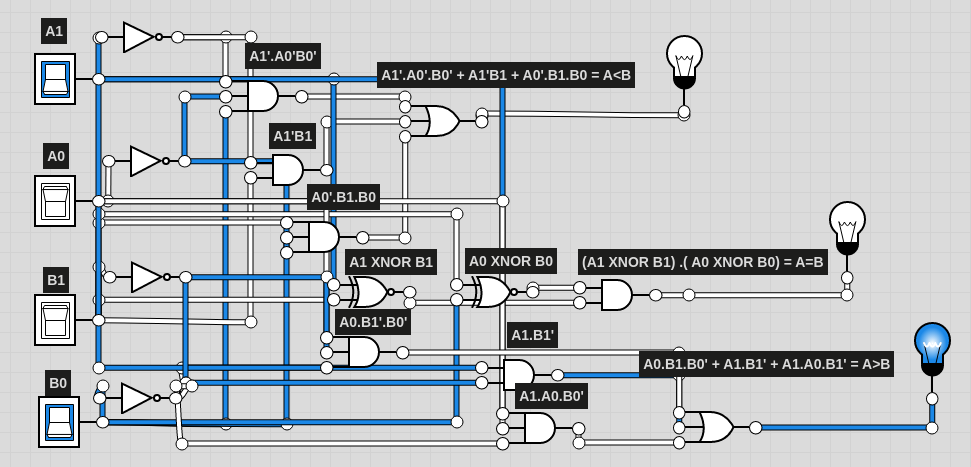 A1
A1'.A0'B0'
A1'.A0'.B0' + A1'B1 + A0'.B1.B0 = A<B
A1'B1
A0
A0'.B1.B0
A1 XNOR B1
A0 XNOR B0
(A1 XNOR B1) .( A0 XNOR B0) = A=B
B1
A0.B1'.B0'
A1.B1'
A0.B1.B0' + A1.B1' + A1.A0.B1' = A>B
B0
A1.A0.B0'